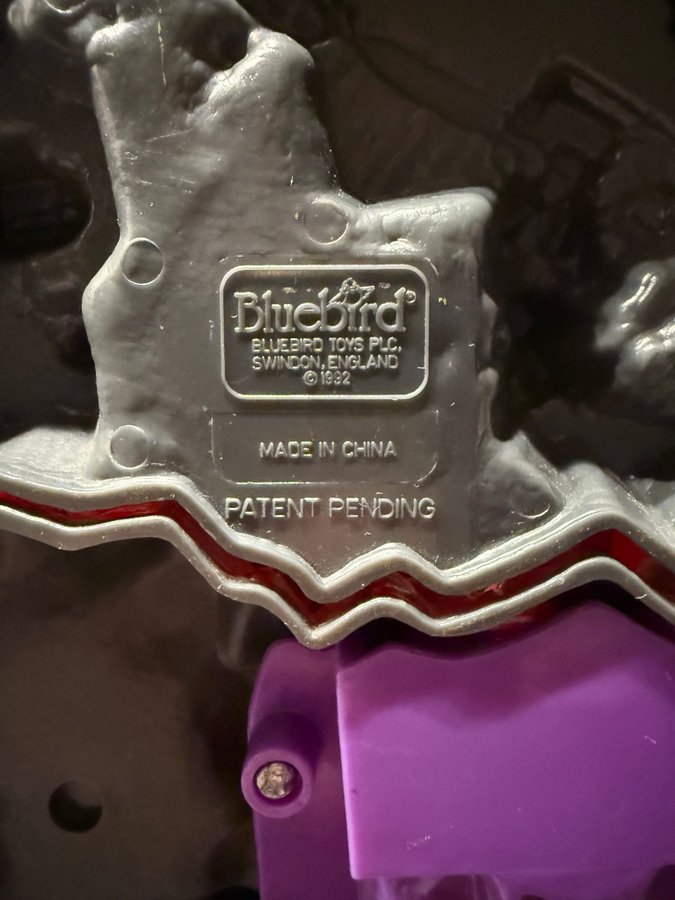 Bluebird®
BLUEBIRD TOYS PLC,
SWINDON, ENGLAND
© 1992
MADE IN CHINA
PATENT PENDING